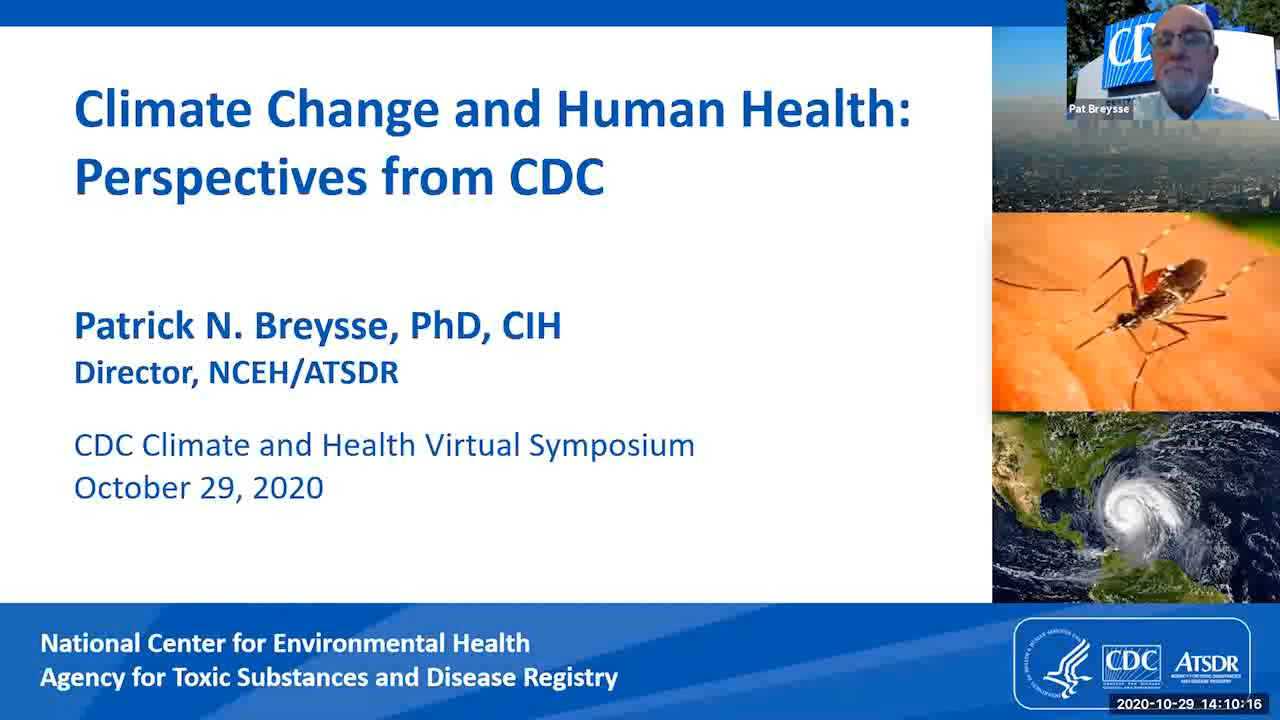 Climate Change and Human Health:
Perspectives from CDC
Patrick N. Breysse, PhD, CIH
Director, NCEH/ATSDR
CDC Climate and Health Virtual Symposium
October 29, 2020
National Center for Environmental Health
Agency for Toxic Substances and Disease Registry
Pat Breysse
CDC
ATSDR
2020-10-29 14:10:16